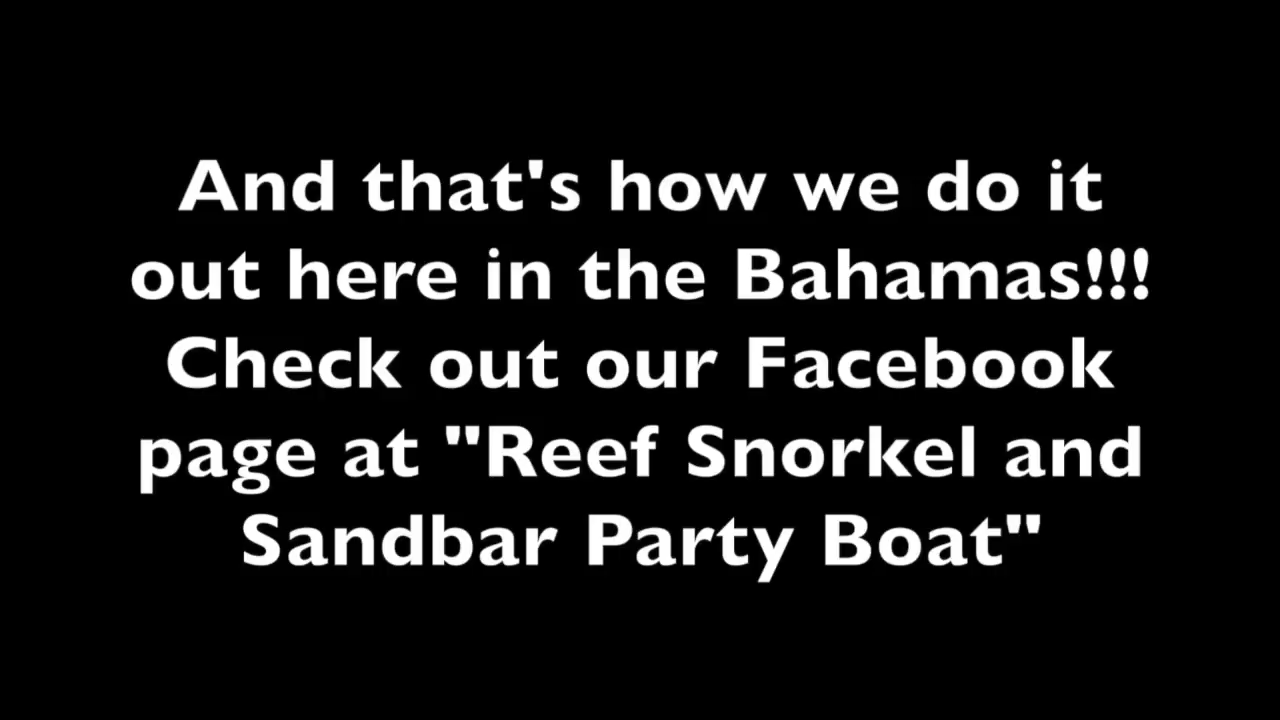 And that's how we do it
out here in the Bahamas!!!
Check out our Facebook
page at "Reef Snorkel and
Sandbar Party Boat"